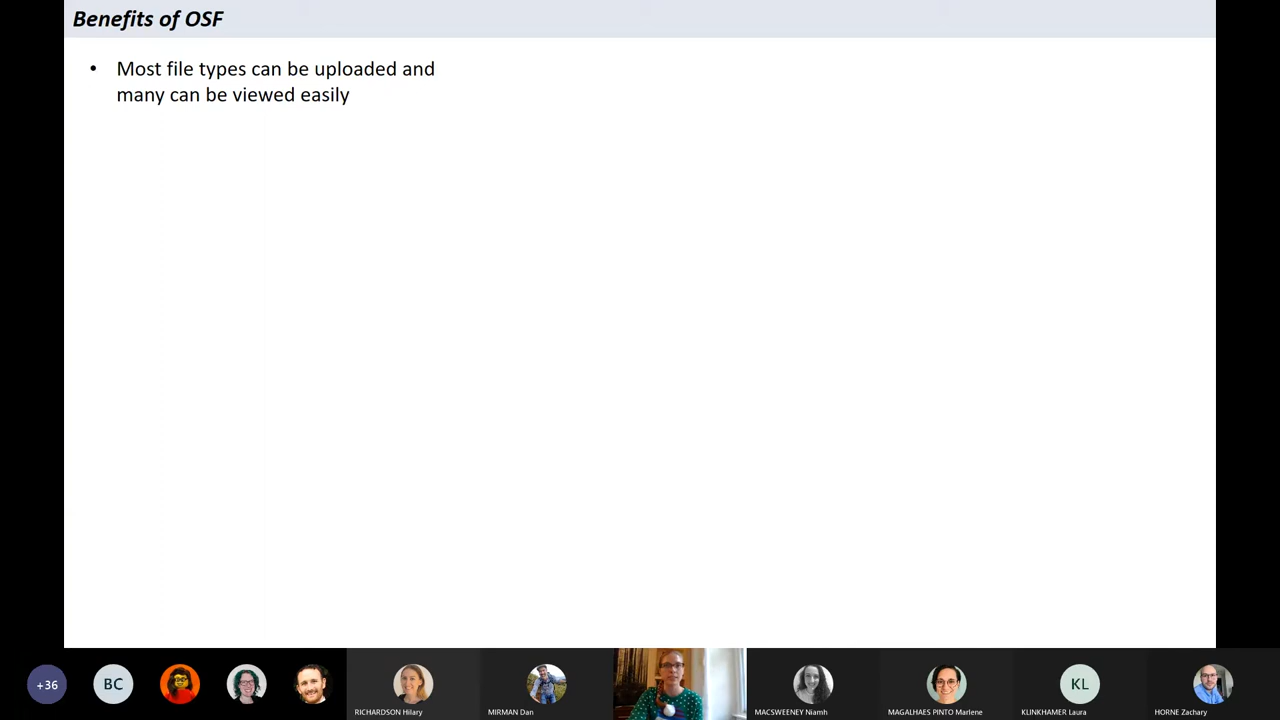 Benefits of OSF
• Most file types can be uploaded and
many can be viewed easily
+36
BC
RICHARDSON Hilary
MIRMAN Dan
MACSWEENEY Niamh
MAGALHAES PINTO Marlene
KL
KLINKHAMER Laura
HORNE Zachary